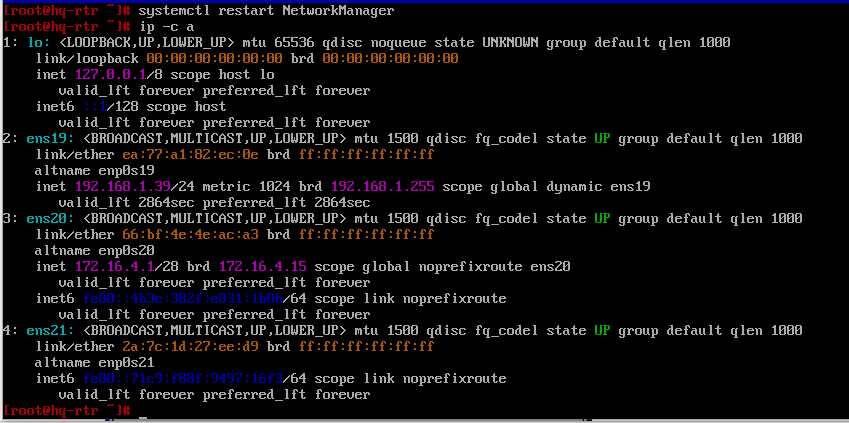 [root@hq-rtr ~]# systemctl restart NetworkManager
[root@hq-rtr ~]# ip -c a
1: lo: <LOOPBACK,UP,LOWER_UP> mtu 65536 qdisc noqueue state UNKNOWN group default qlen 1000
    link/loopback 00:00:00:00:00:00 brd 00:00:00:00:00:00
    inet 127.0.0.1/8 scope host lo
       valid_lft forever preferred_lft forever
    inet6 ::1/128 scope host
       valid_lft forever preferred_lft forever
2: ens19: <BROADCAST,MULTICAST,UP,LOWER_UP> mtu 1500 qdisc fq_codel state UP group default qlen 1000
    link/ether ea:77:a1:82:ec:0e brd ff:ff:ff:ff:ff:ff
    altname enp0s19
    inet 192.168.1.39/24 metric 1024 brd 192.168.1.255 scope global dynamic ens19
       valid_lft 2864sec preferred_lft 2864sec
3: ens20: <BROADCAST,MULTICAST,UP,LOWER_UP> mtu 1500 qdisc fq_codel state UP group default qlen 1000
    link/ether 66:bf:4e:4e:ac:a3 brd ff:ff:ff:ff:ff:ff
    altname enp0s20
    inet 172.16.4.1/28 brd 172.16.4.15 scope global noprefixroute ens20
       valid_lft forever preferred_lft forever
    inet6 /64 scope link noprefixroute
       valid_lft forever preferred_lft forever
4: ens21: <BROADCAST,MULTICAST,UP,LOWER_UP> mtu 1500 qdisc fq_codel state UP group default qlen 1000
    link/ether 2a:7c:1d:27:ee:d9 brd ff:ff:ff:ff:ff:ff
    altname enp0s21
    inet6 /64 scope link noprefixroute
       valid_lft forever preferred_lft forever
[root@hq-rtr ~]#